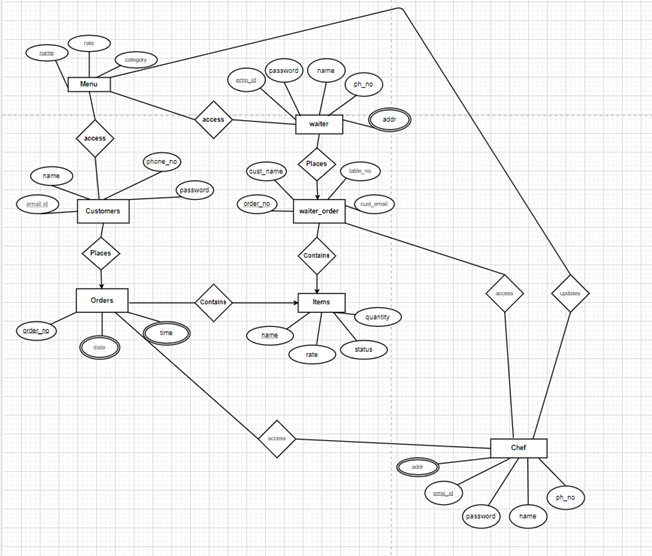 rate
name
category
Menu
password
name
emp_id
ph_no
access
addr
waiter
access
phone_no
Places
name
cust_name
table_no
password
email_id
order_no
cust_email
Customers
waiter_order
Places
Contains
access
updates
Orders
Contains
Items
quantity
order_no
time
name
date
rate
status
access
Chef
addr
emp_id
ph_no
password
name